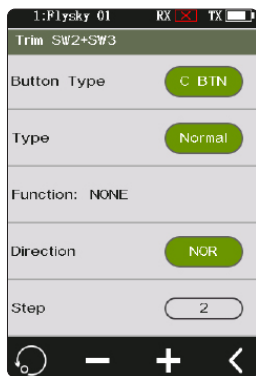 1:Flysky 01 RX TX
Trim SW2+SW3
Button Type C BTN
Type Normal
Function: NONE
Direction NOR
Step 2